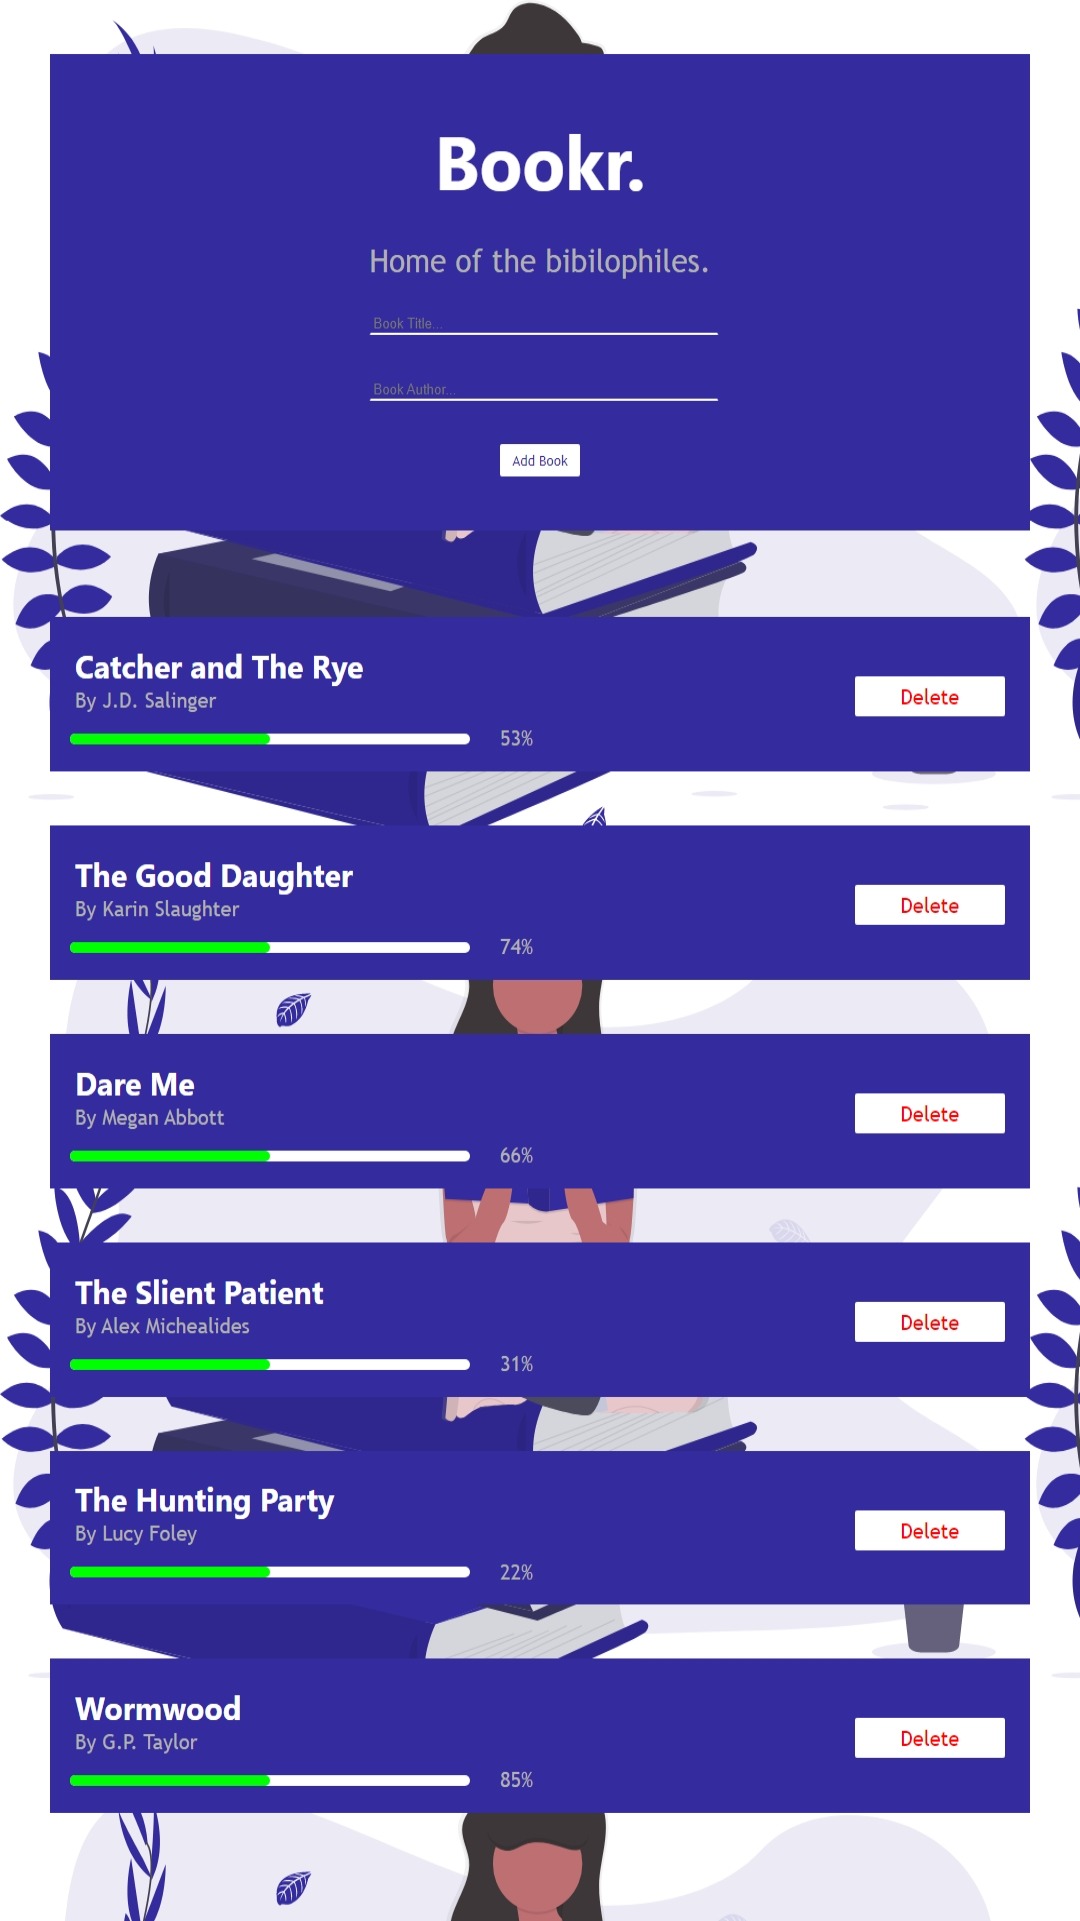 Bookr.
Home of the bibilophiles.
Book Title...
Book Author...
Add Book
Catcher and The Rye
By J.D. Salinger
53%
Delete
The Good Daughter
By Karin Slaughter
74%
Delete
Dare Me
By Megan Abbott
66%
Delete
The Slient Patient
By Alex Michealides
31%
Delete
The Hunting Party
By Lucy Foley
22%
Delete
Wormwood
By G.P. Taylor
85%
Delete